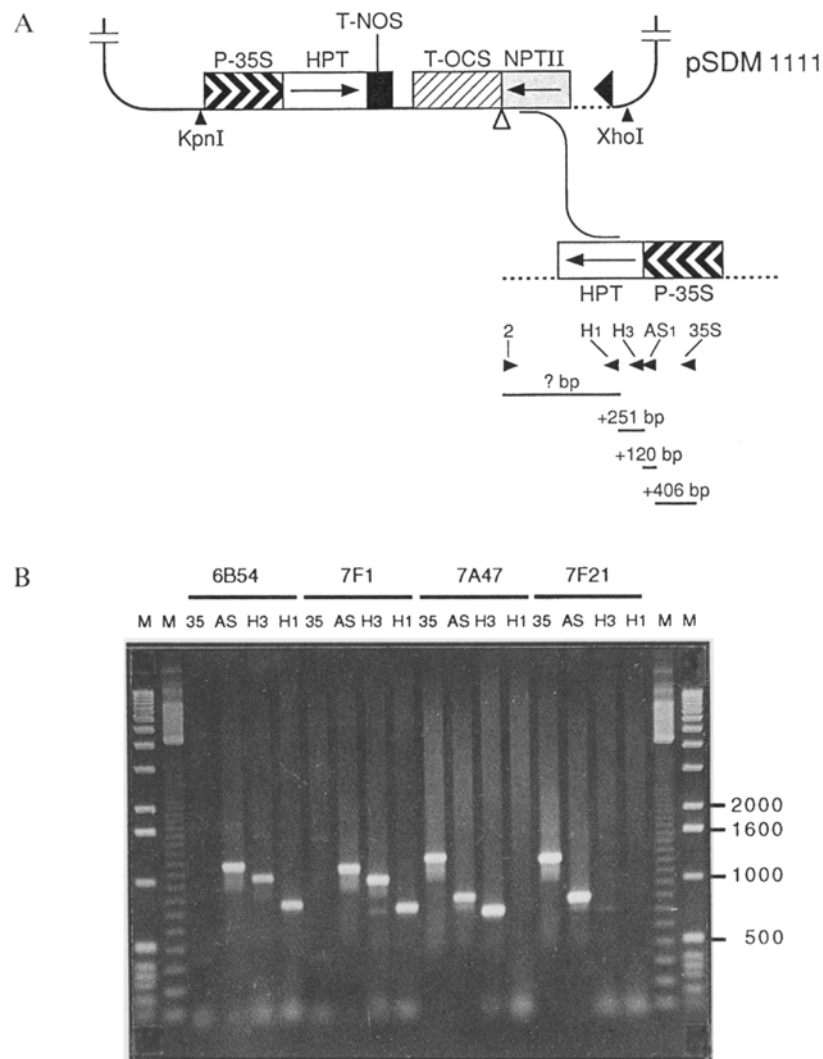 A
T-NOS
P-35S HPT T-OCS NPTII pSDM 1111
KpnI XhoI
HPT P-35S
2 H1 H3 AS1 35S
? bp
+251 bp
+120 bp
+406 bp
B
6B54 7F1 7A47 7F21
M M 35 AS H3 H1 35 AS H3 H1 35 AS H3 H1 35 AS H3 H1 M M
2000
1600
1000
500